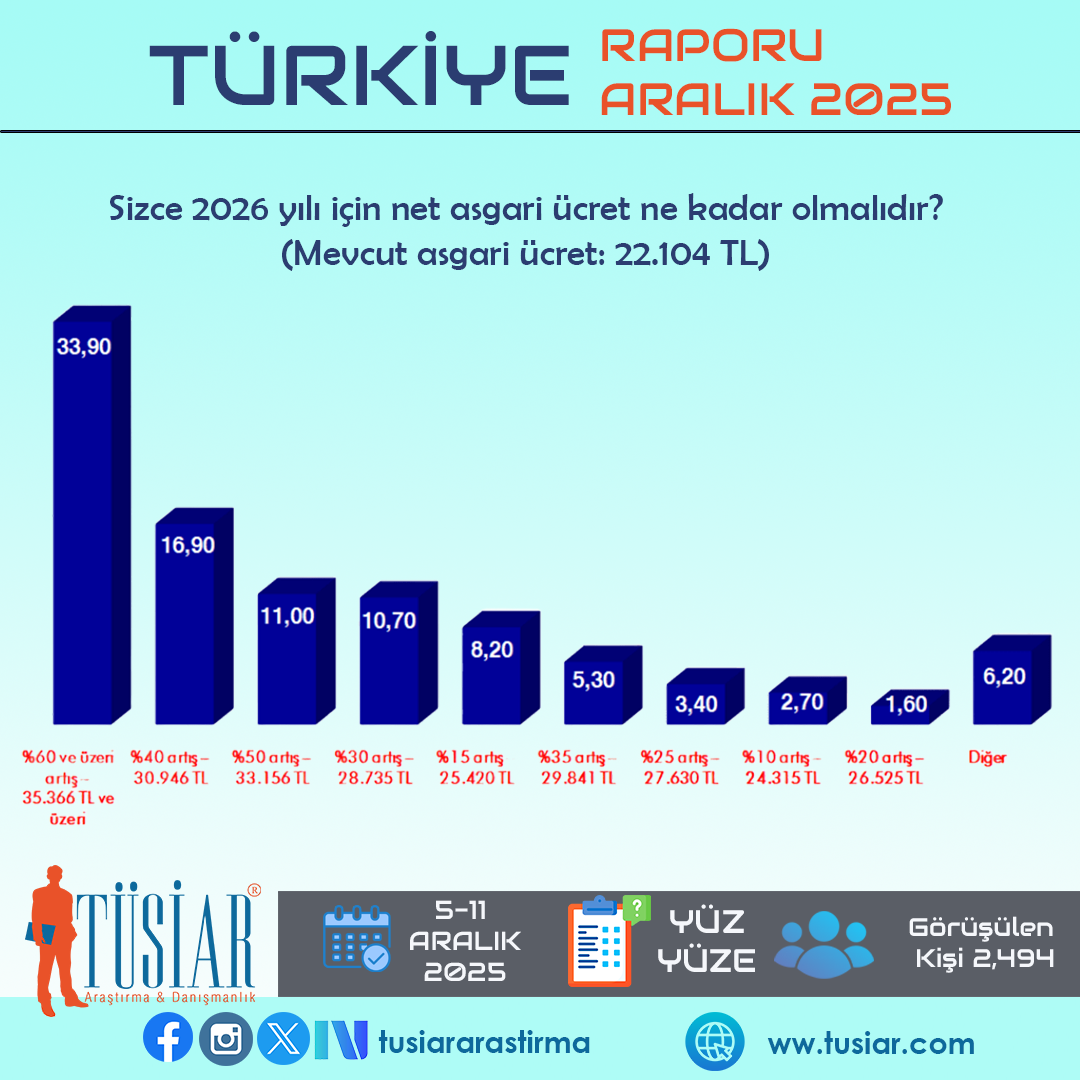 TÜRKİYE
RAPORU
ARALIK 2025
Sizce 2026 yılı için net asgari ücret ne kadar olmalıdır?
(Mevcut asgari ücret: 22.104 TL)
33,90
16,90
11,00
10,70
8,20
5,30
3,40
2,70
1,60
6,20
%60 ve üzeri
artış –
35.366 TL ve
üzeri
%40 artış –
30.946 TL
%50 artış –
33.156 TL
%30 artış –
28.735 TL
%15 artış
25.420 TL
%35 artış –
29.841 TL
%25 artış –
27.630 TL
%10 artış –
24.315 TL
%20 artış –
26.525 TL
Diğer
TÜSİAR®
Araştırma & Danışmanlık
5-11
ARALIK
2025
?
YÜZ
YÜZE
Görüşülen
Kişi 2,494
tusiararastirma
ww.tusiar.com